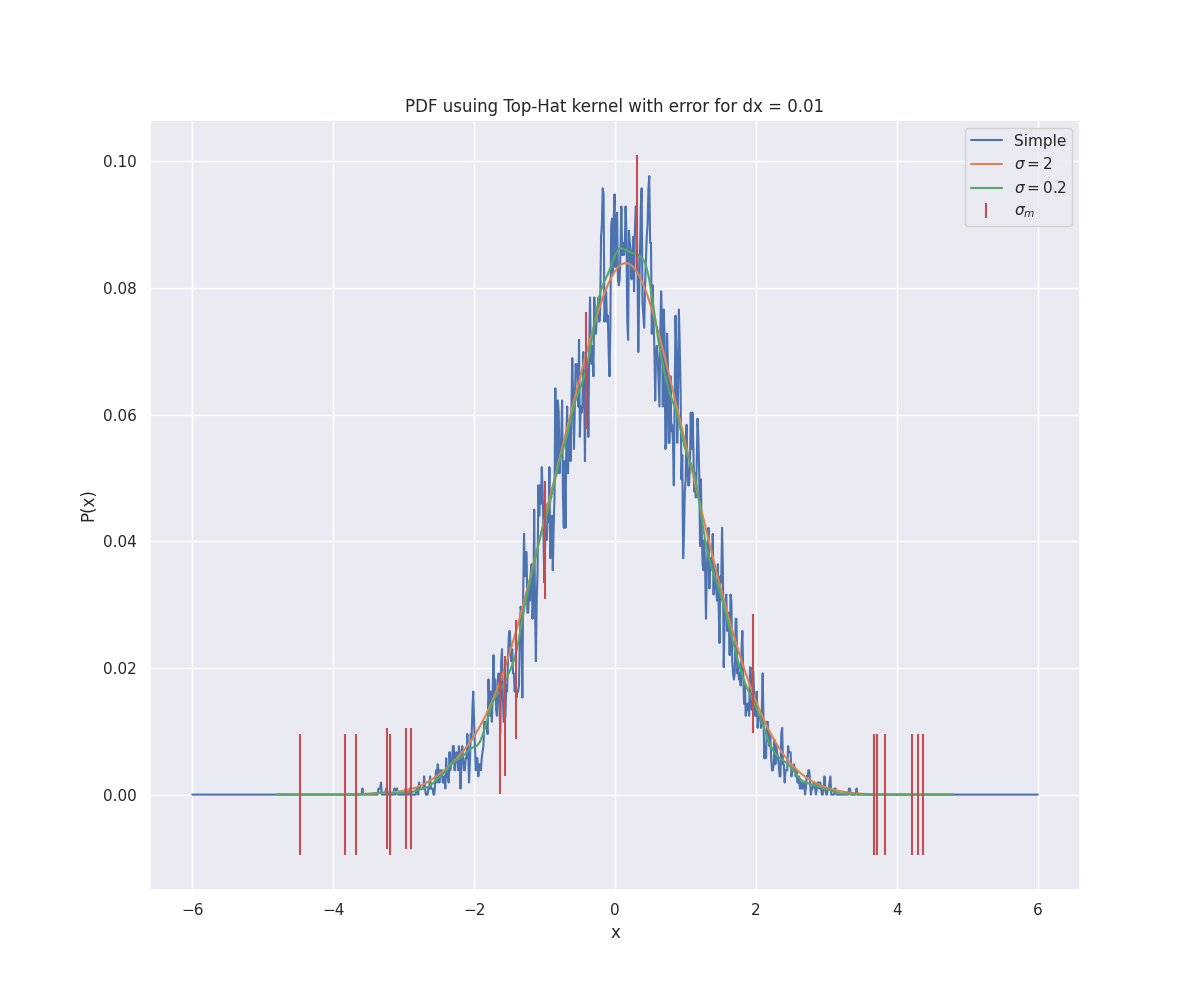 PDF usuing Top-Hat kernel with error for dx = 0.01
Simple
σ = 2
σ = 0.2
σₘ
0.10
0.08
0.06
0.04
0.02
0.00
P(x)
−6 −4 −2 0 2 4 6
x